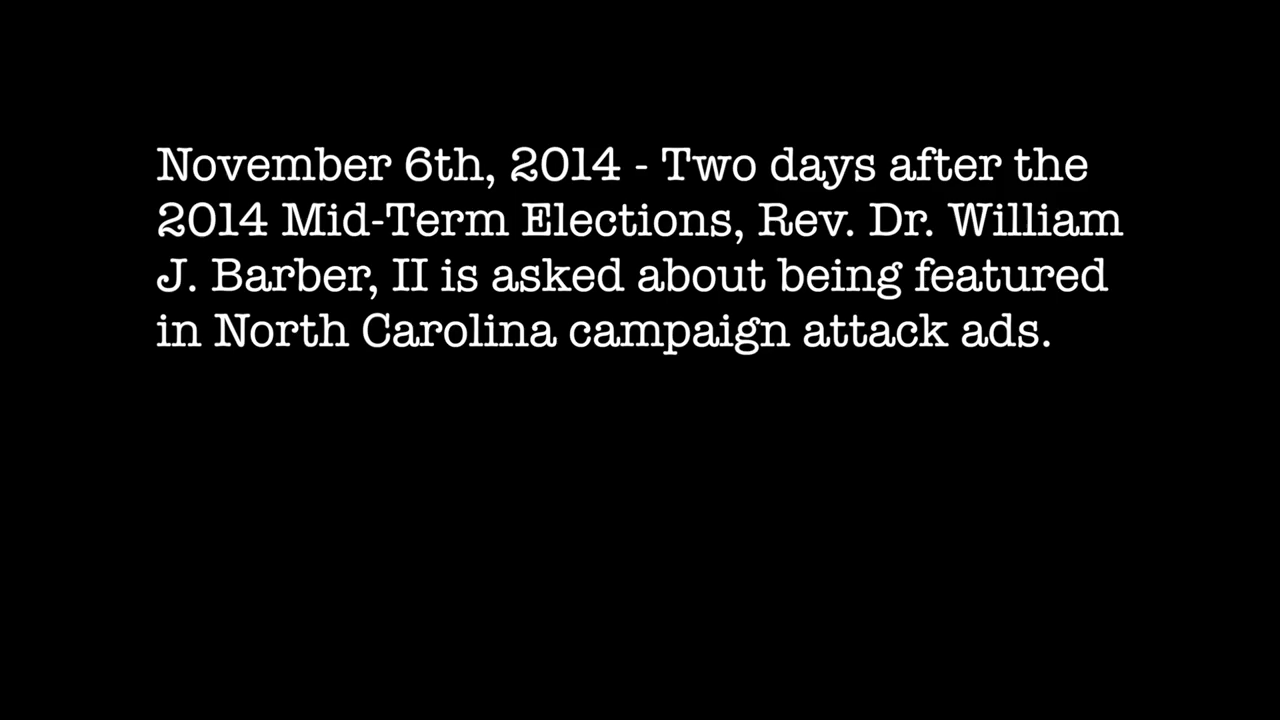 November 6th, 2014 - Two days after the
2014 Mid-Term Elections, Rev. Dr. William
J. Barber, II is asked about being featured
in North Carolina campaign attack ads.